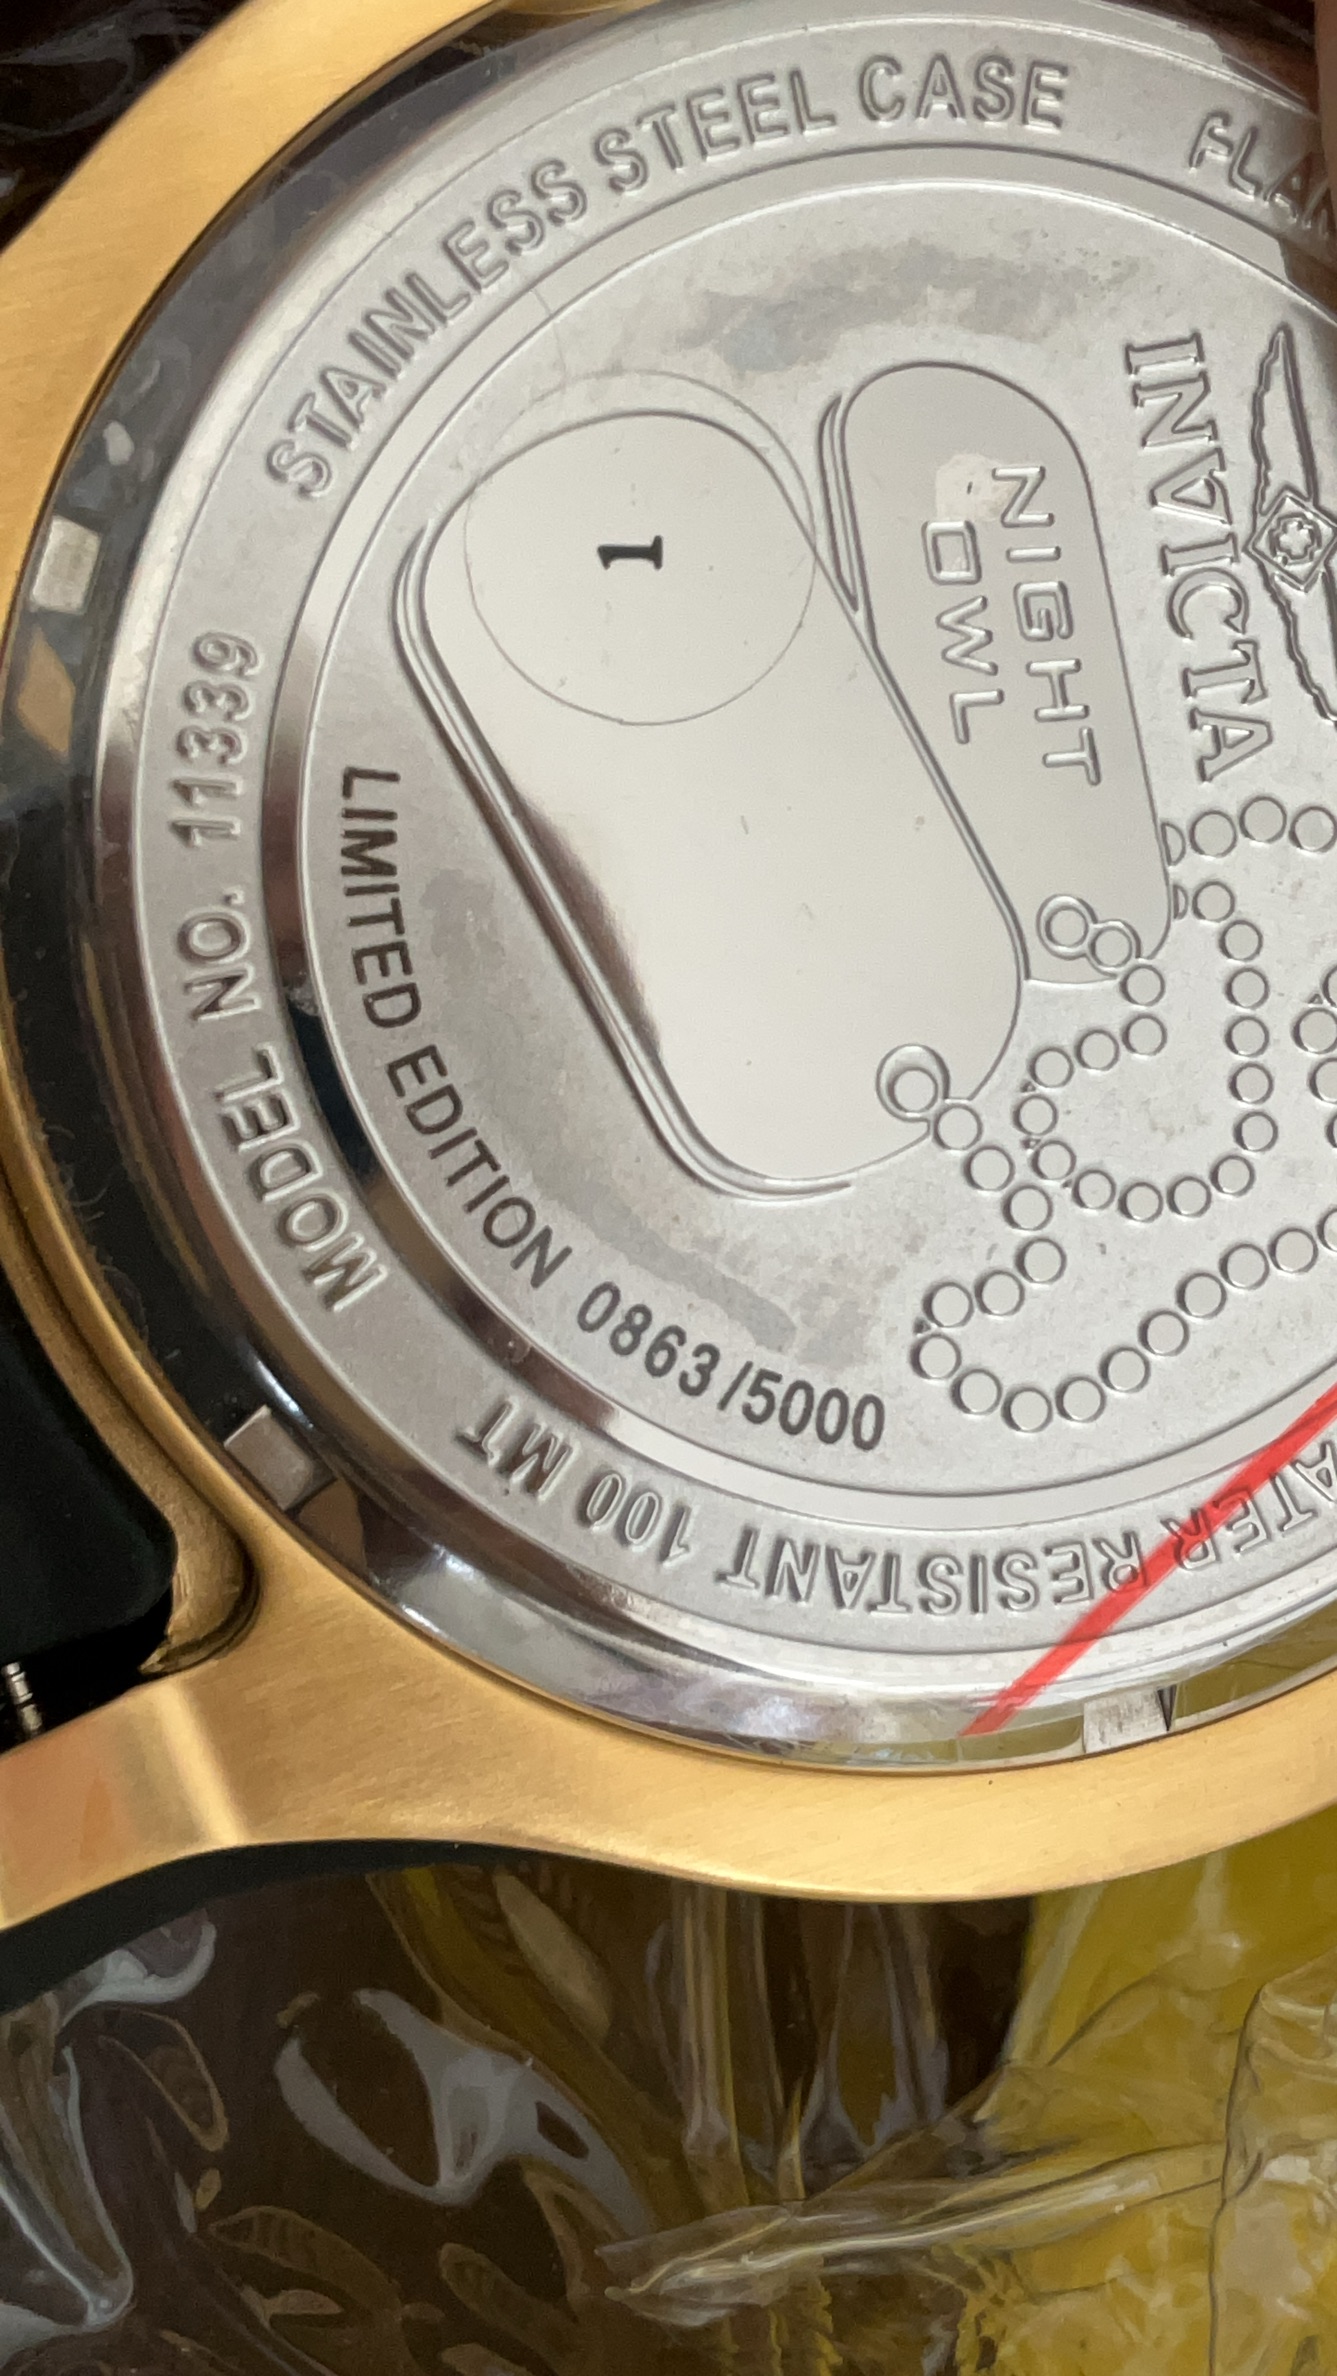 STAINLESS STEEL CASE
INVICTA
NIGHT
OWL
1
LIMITED EDITION 0863/5000
MODEL NO. 11339
RESISTANT 100 MT